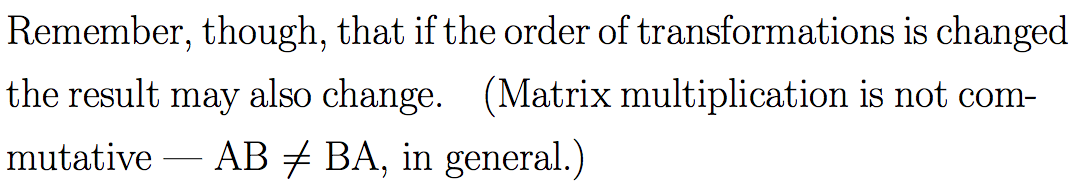 Remember, though, that if the order of transformations is changed
the result may also change. (Matrix multiplication is not com-
mutative — AB ≠ BA, in general.)